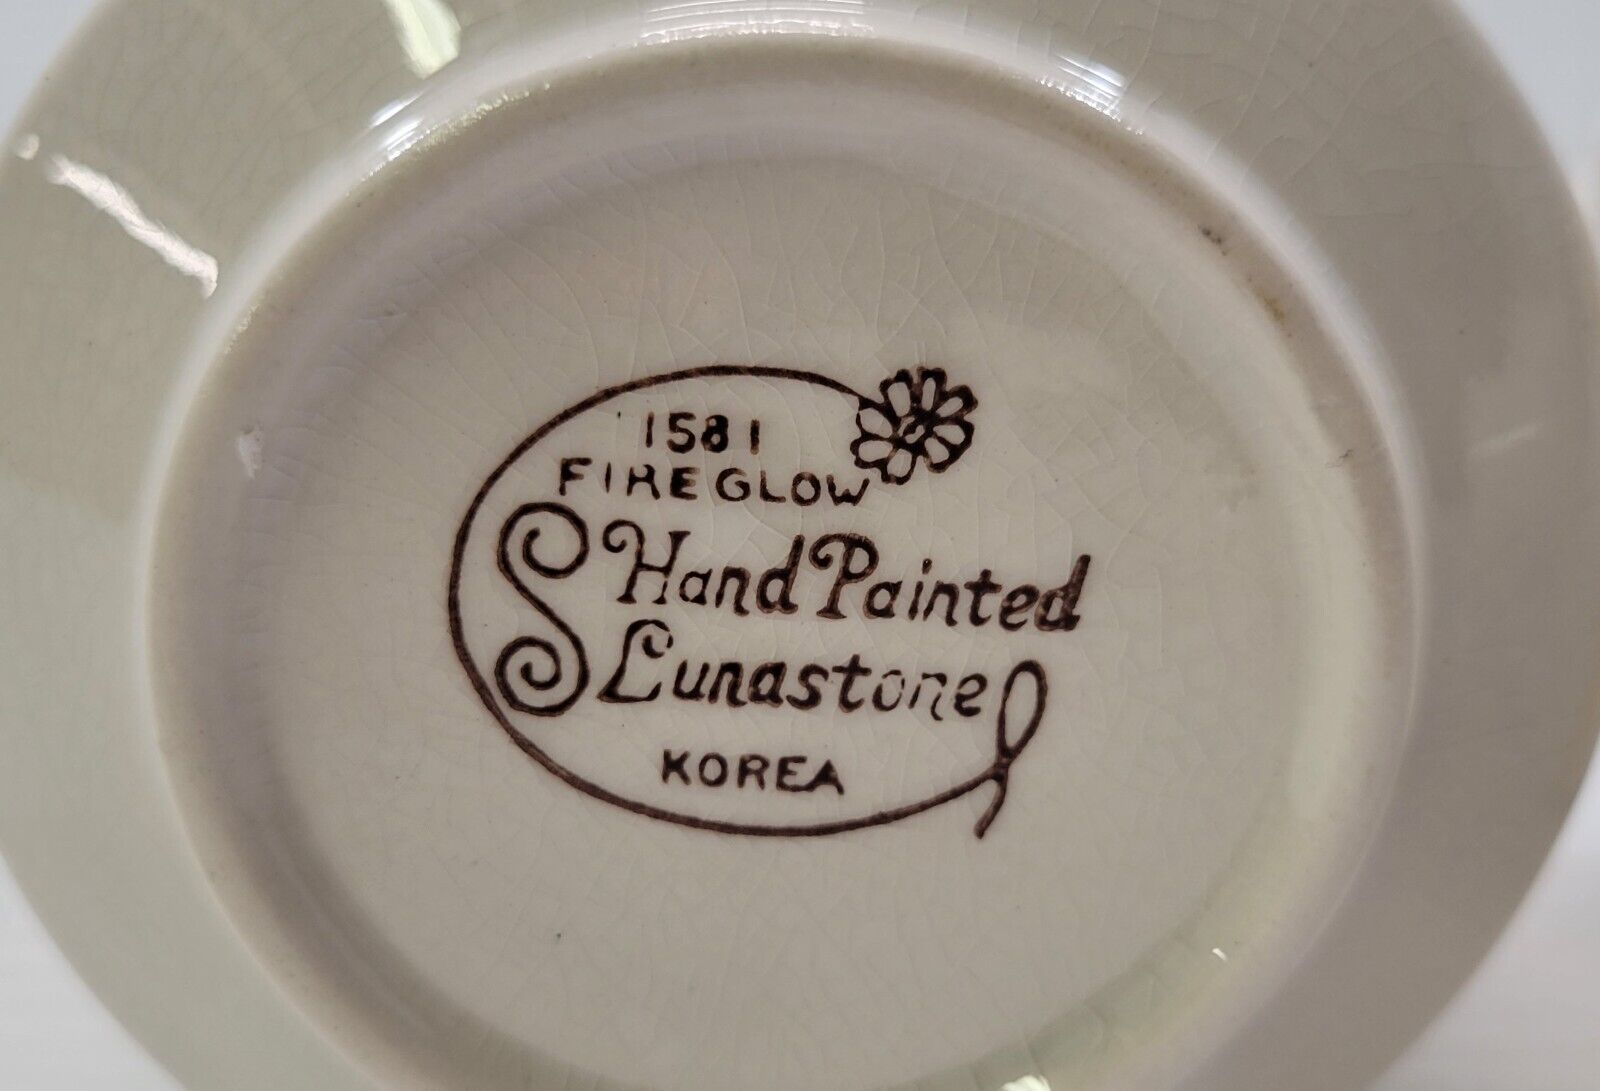 1581
FIREGLOW
Hand Painted
Lunastone
KOREA